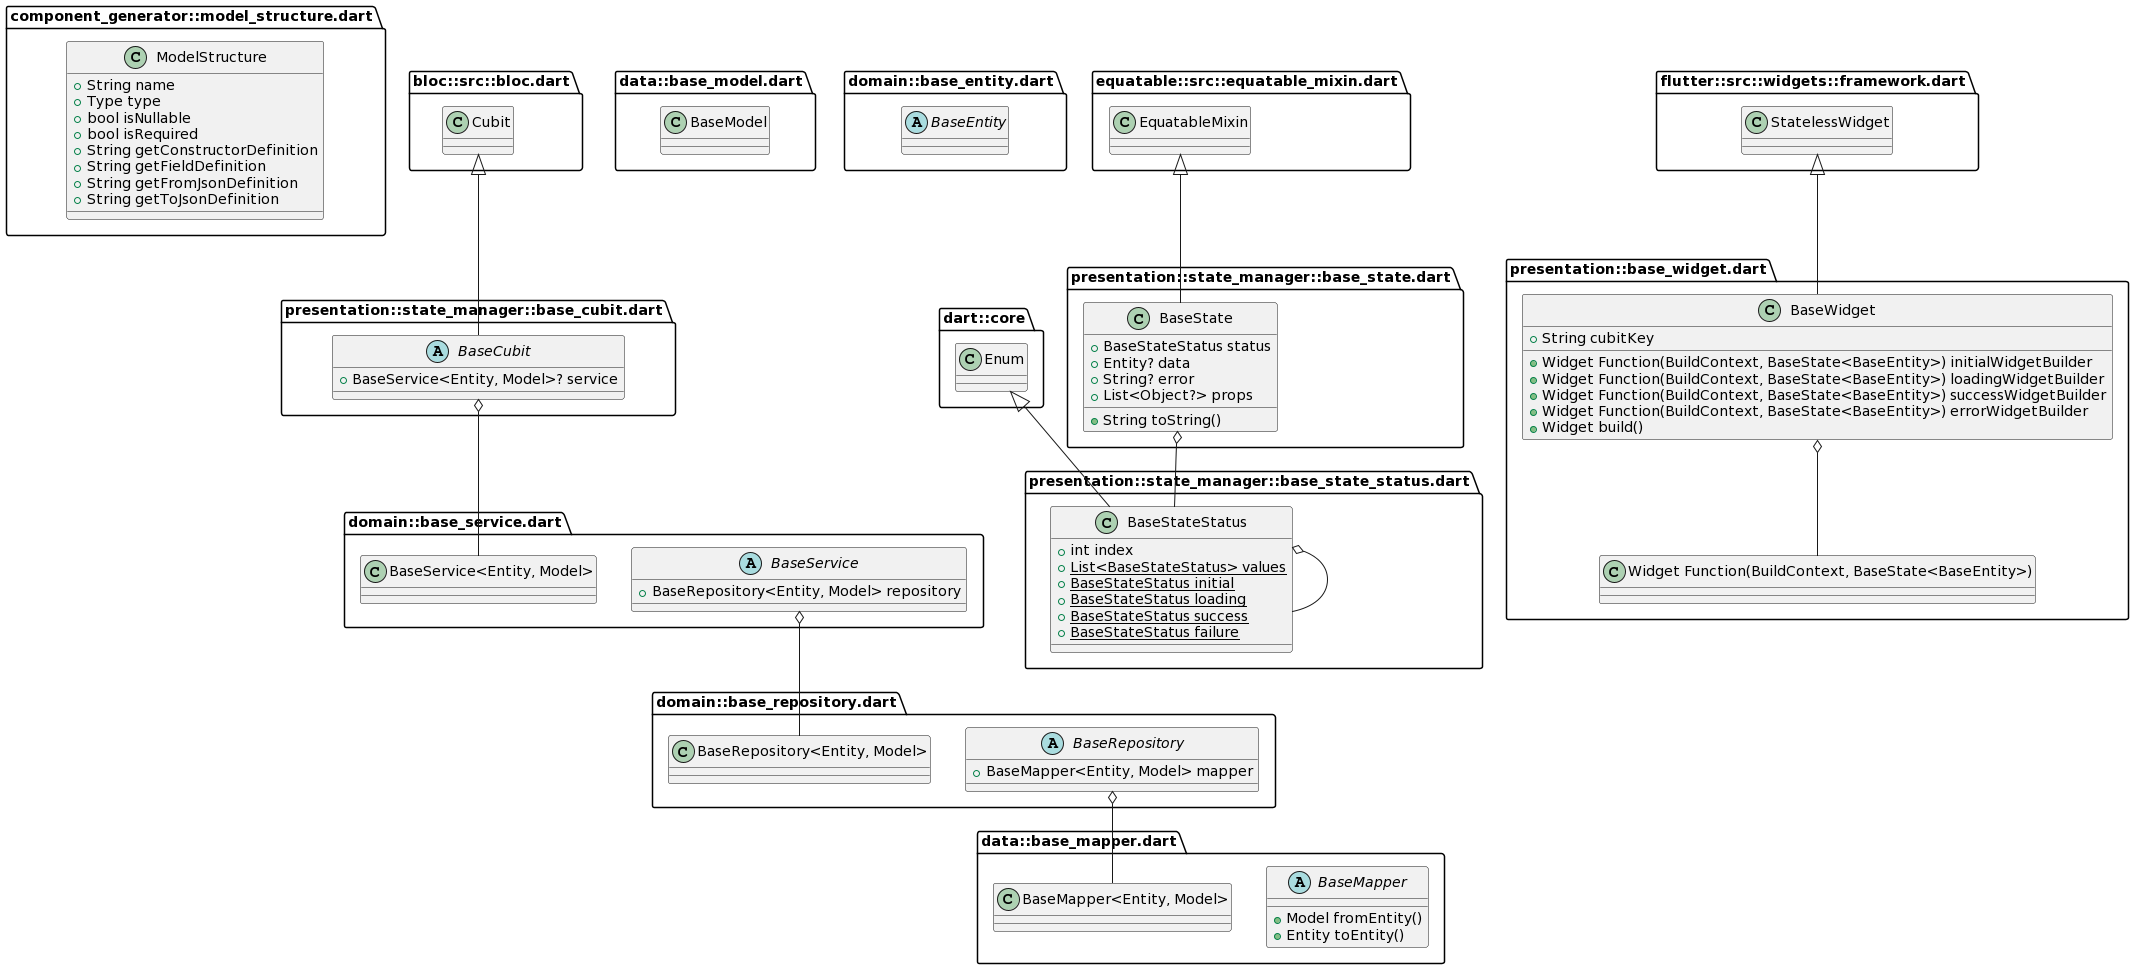 component_generator::model_structure.dart
C ModelStructure
String name
Type type
bool isNullable
bool isRequired
String getConstructorDefinition
String getFieldDefinition
String getFromJsonDefinition
String getToJsonDefinition
bloc::src::bloc.dart
C Cubit
data::base_model.dart
C BaseModel
domain::base_entity.dart
A BaseEntity
equatable::src::equatable_mixin.dart
C EquatableMixin
flutter::src::widgets::framework.dart
C StatelessWidget
presentation::state_manager::base_cubit.dart
A BaseCubit
BaseService<Entity, Model>? service
dart::core
C Enum
presentation::state_manager::base_state.dart
C BaseState
BaseStateStatus status
Entity? data
String? error
List<Object?> props
String toString()
presentation::base_widget.dart
C BaseWidget
String cubitKey
Widget Function(BuildContext, BaseState<BaseEntity>) initialWidgetBuilder
Widget Function(BuildContext, BaseState<BaseEntity>) loadingWidgetBuilder
Widget Function(BuildContext, BaseState<BaseEntity>) successWidgetBuilder
Widget Function(BuildContext, BaseState<BaseEntity>) errorWidgetBuilder
Widget build()
C Widget Function(BuildContext, BaseState<BaseEntity>)
domain::base_service.dart
C BaseService<Entity, Model>
A BaseService
BaseRepository<Entity, Model> repository
presentation::state_manager::base_state_status.dart
C BaseStateStatus
int index
List<BaseStateStatus> values
BaseStateStatus initial
BaseStateStatus loading
BaseStateStatus success
BaseStateStatus failure
domain::base_repository.dart
C BaseRepository<Entity, Model>
A BaseRepository
BaseMapper<Entity, Model> mapper
data::base_mapper.dart
C BaseMapper<Entity, Model>
A BaseMapper
Model fromEntity()
Entity toEntity()